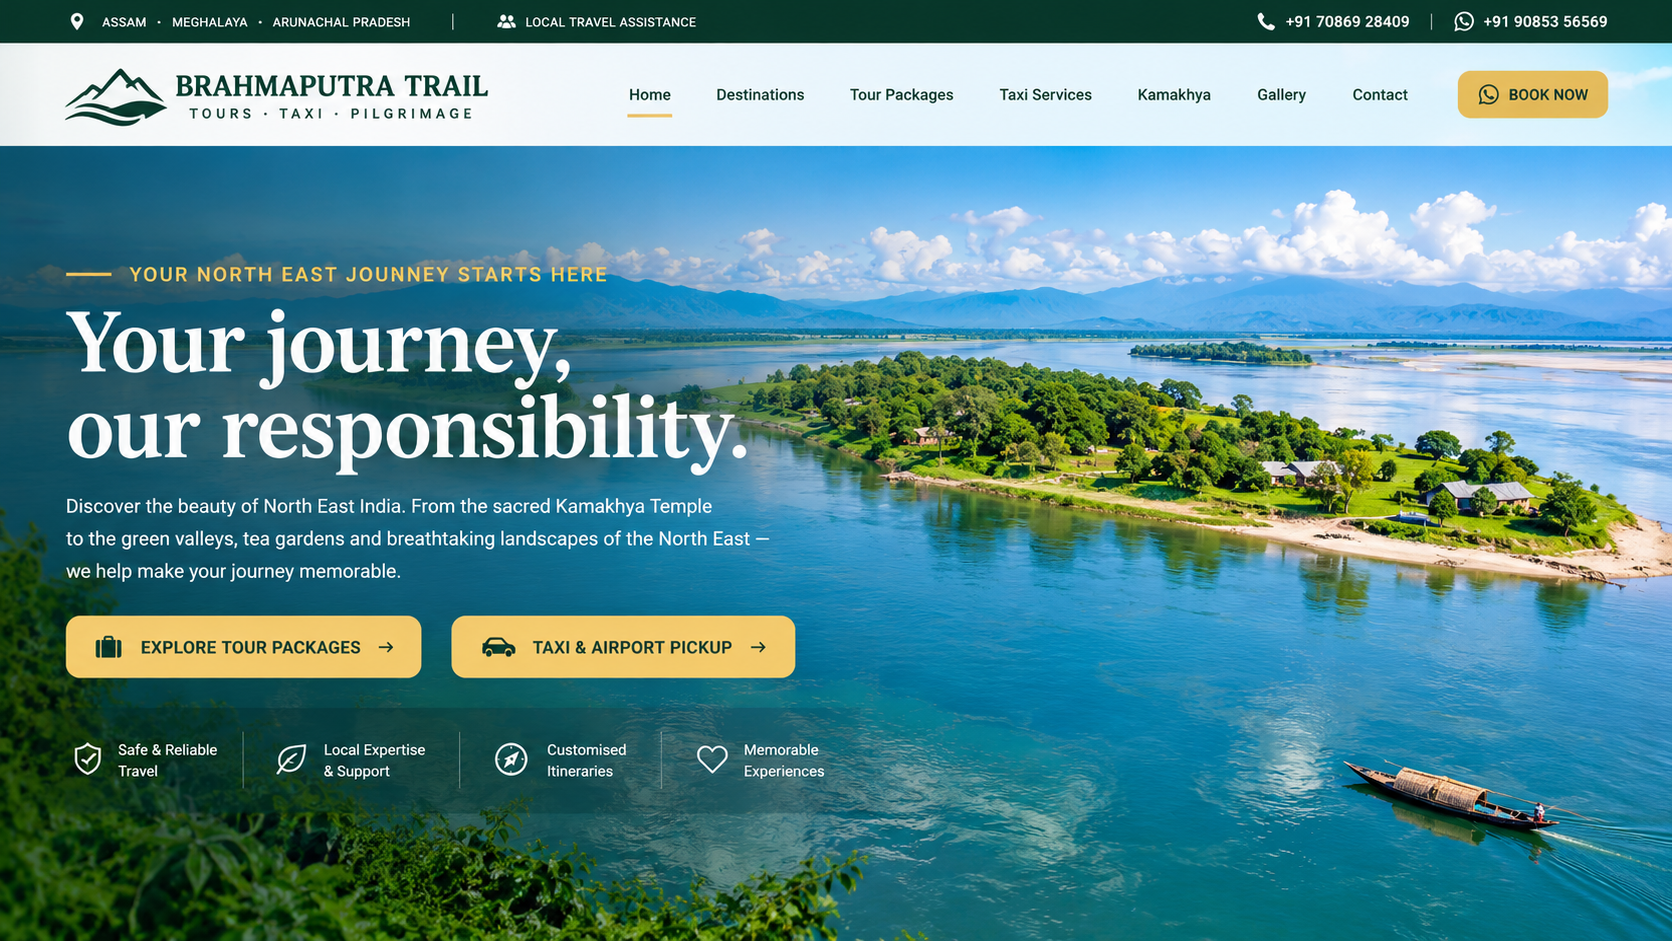 ASSAM • MEGHALAYA • ARUNACHAL PRADESH
LOCAL TRAVEL ASSISTANCE
+91 70869 28409
+91 90853 56569
BRAHMAPUTRA TRAIL
TOURS · TAXI · PILGRIMAGE
Home
Destinations
Tour Packages
Taxi Services
Kamakhya
Gallery
Contact
BOOK NOW
YOUR NORTH EAST JOUNNEY STARTS HERE
Your journey,
our responsibility.
Discover the beauty of North East India. From the sacred Kamakhya Temple
to the green valleys, tea gardens and breathtaking landscapes of the North East —
we help make your journey memorable.
EXPLORE TOUR PACKAGES →
TAXI & AIRPORT PICKUP →
Safe & Reliable
Travel
Local Expertise
& Support
Customised
Itineraries
Memorable
Experiences